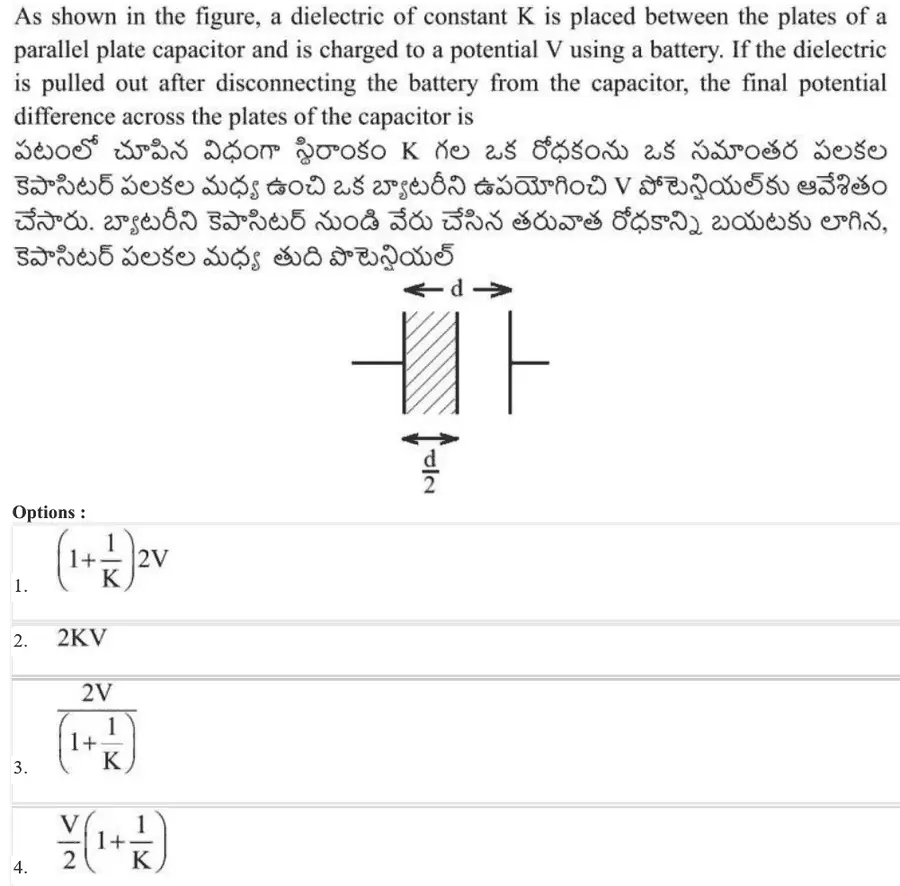 As shown in the figure, a dielectric of constant K is placed between the plates of a
parallel plate capacitor and is charged to a potential V using a battery. If the dielectric
is pulled out after disconnecting the battery from the capacitor, the final potential
difference across the plates of the capacitor is
పటంలో చూపిన విధంగా స్థిరాంకం K గల ఒక రోధకంను ఒక సమాంతర పలకల
కెపాసిటర్ పలకల మధ్య ఉంచి ఒక బ్యాటరీని ఉపయోగించి V పోటెన్షియల్‌కు ఆవేశితం
చేసారు. బ్యాటరీని కెపాసిటర్ నుండి వేరు చేసిన తరువాత రోధకాన్ని బయటకు లాగిన,
కెపాసిటర్ పలకల మధ్య తుది పొటెన్షియల్
d
d/2
Options :
1. (1+1/K)2V
2. 2KV
3. 2V/(1+1/K)
4. V/2(1+1/K)